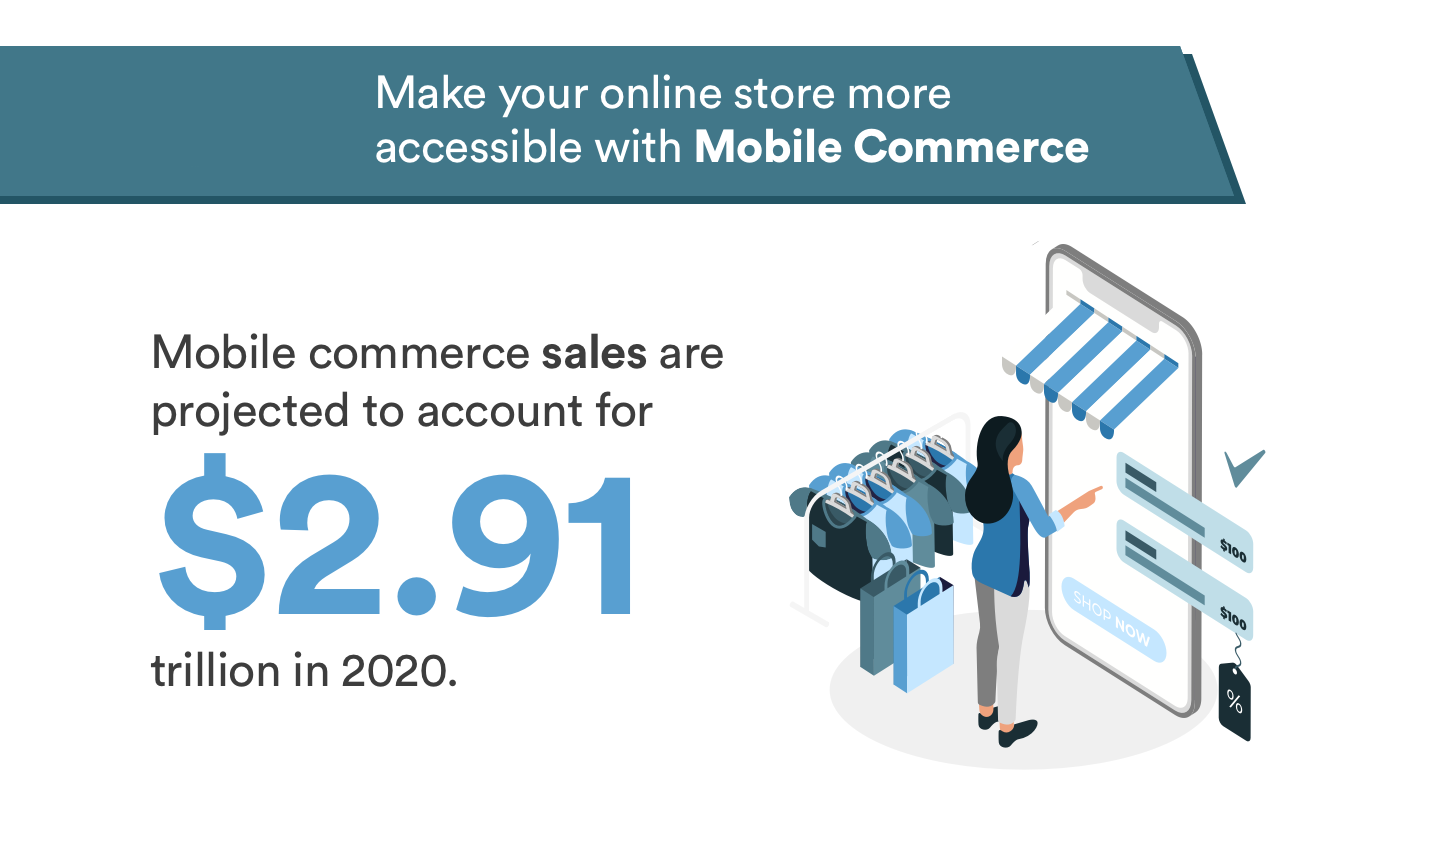 Make your online store more
accessible with Mobile Commerce
Mobile commerce sales are
projected to account for
$2.91
trillion in 2020.
$100
$100
SHOP NOW
%